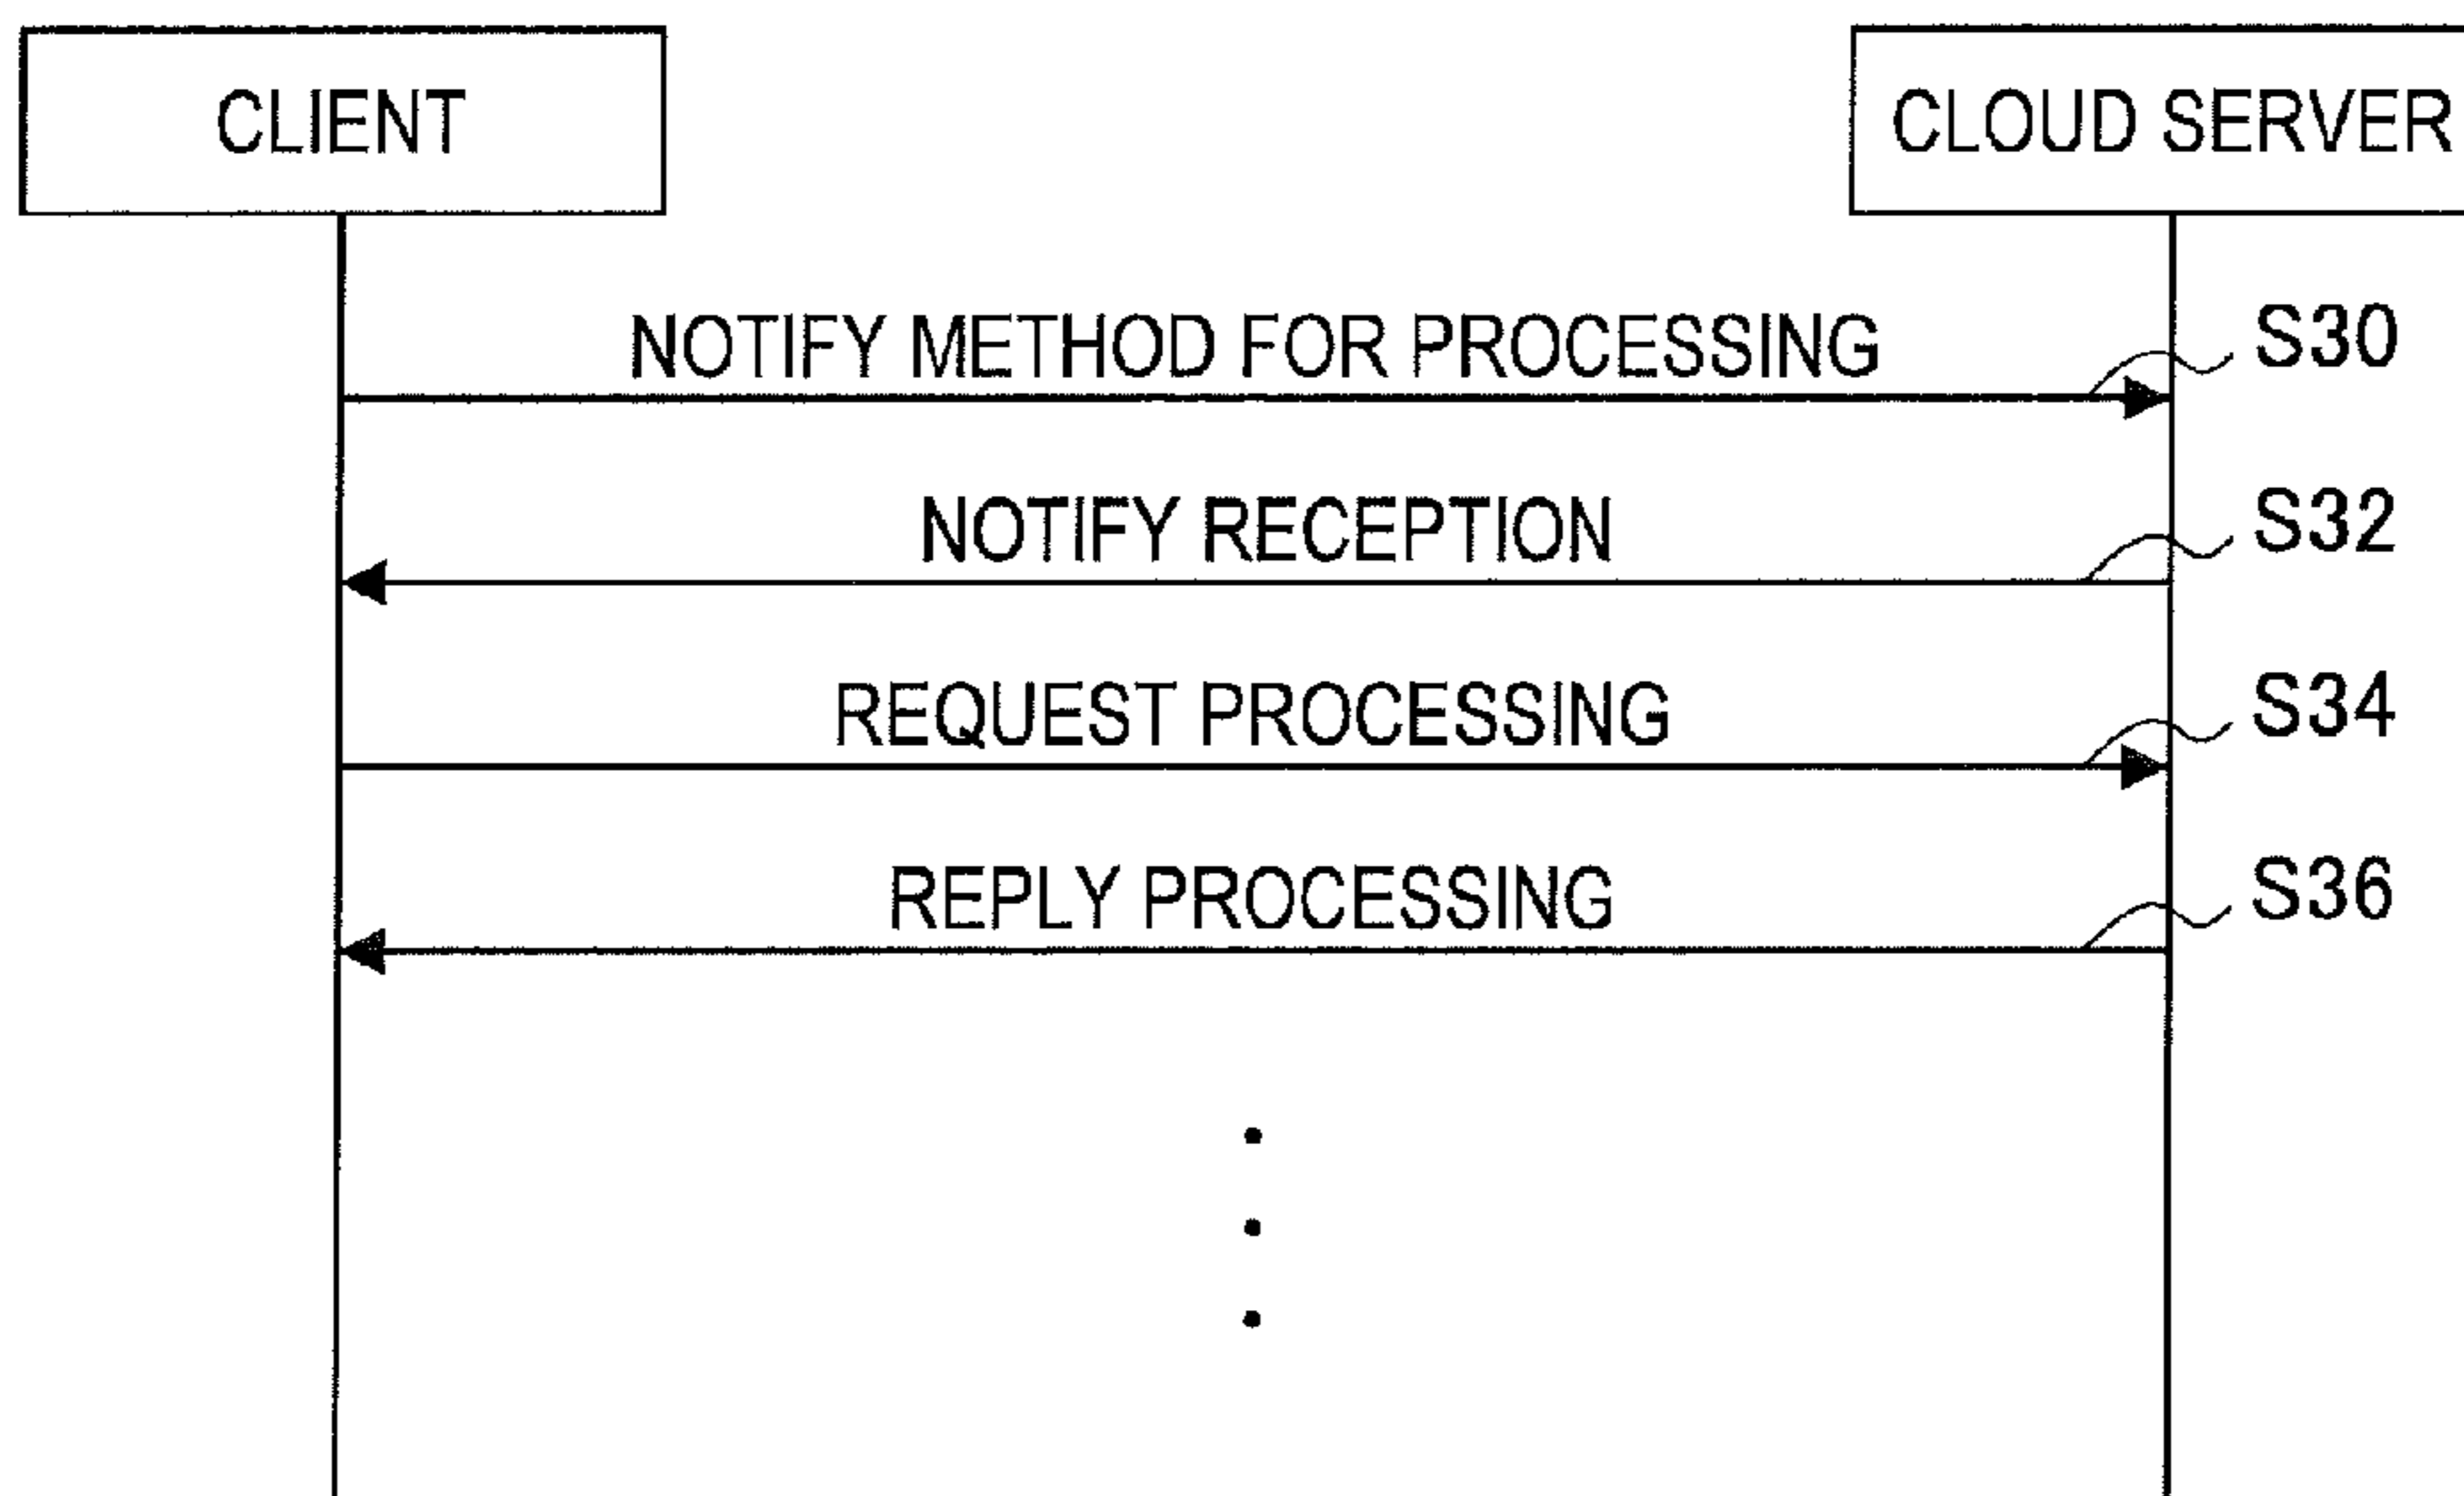 CLIENT
CLOUD SERVER
NOTIFY METHOD FOR PROCESSING
S30
NOTIFY RECEPTION
S32
REQUEST PROCESSING
S34
REPLY PROCESSING
S36